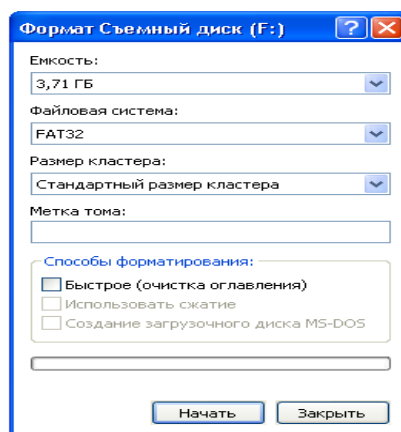 Формат Съемный диск (F:)
Емкость:
3,71 ГБ
Файловая система:
FAT32
Размер кластера:
Стандартный размер кластера
Метка тома:
Способы форматирования:
Быстрое (очистка оглавления)
Использовать сжатие
Создание загрузочного диска MS-DOS
Начать
Закрыть